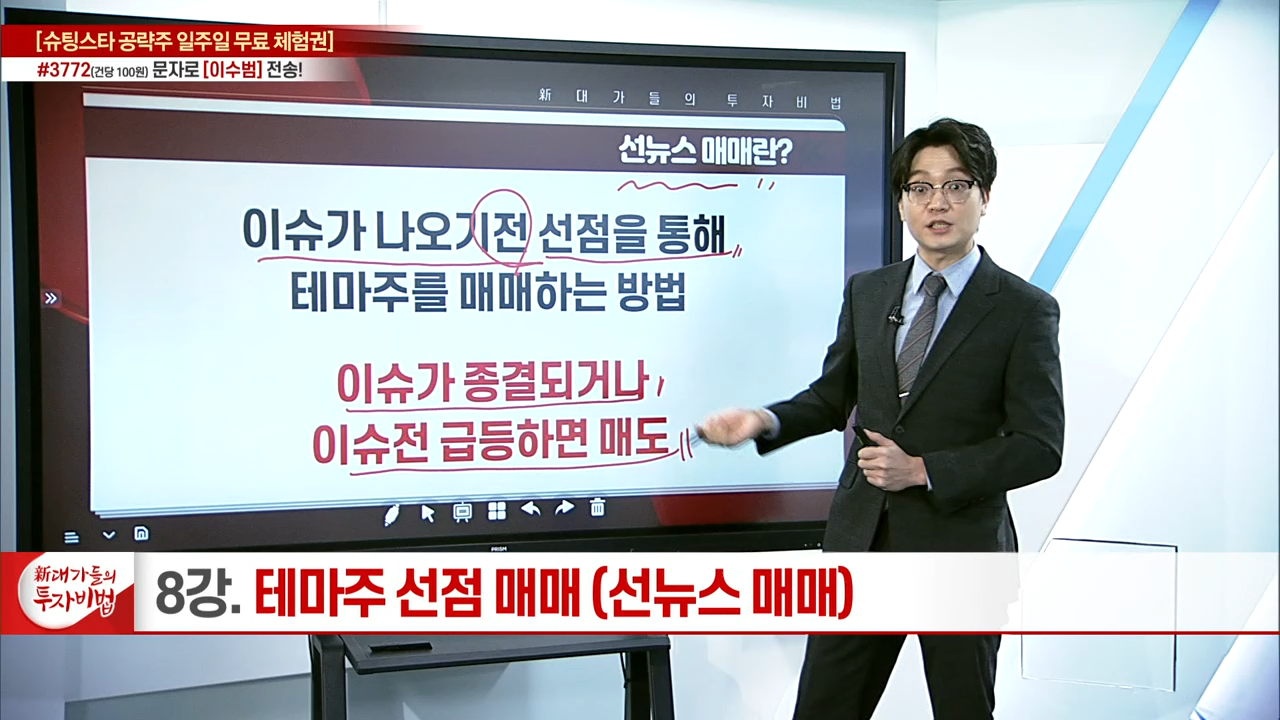 [슈팅스타 공략주 일주일 무료 체험권]
#3772(건당 100원) 문자로 [이수범] 전송!
新 대 가 들 의 투 자 비 법
선뉴스 매매란?
이슈가 나오기전 선점을 통해
테마주를 매매하는 방법
이슈가 종결되거나
이슈전 급등하면 매도
PRISM
新대가들의
투자비법
8강. 테마주 선점 매매 (선뉴스 매매)